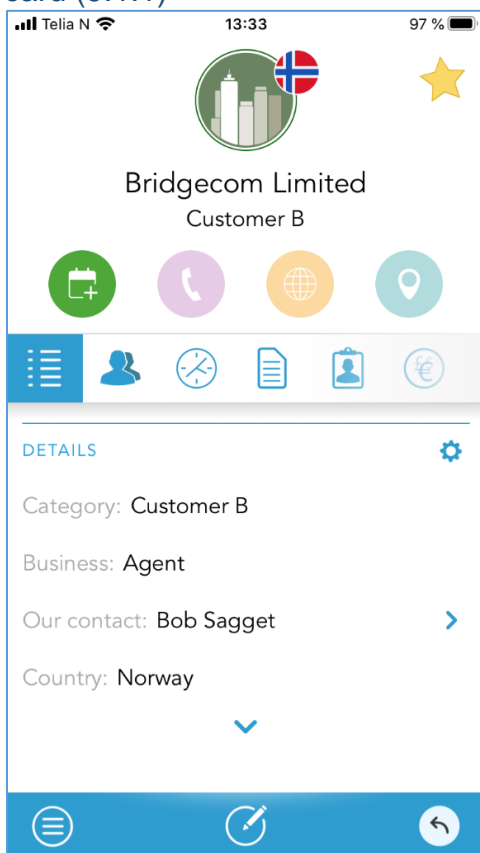 Telia N 13:33 97 %
Bridgecom Limited
Customer B
DETAILS
Category: Customer B
Business: Agent
Our contact: Bob Sagget
Country: Norway